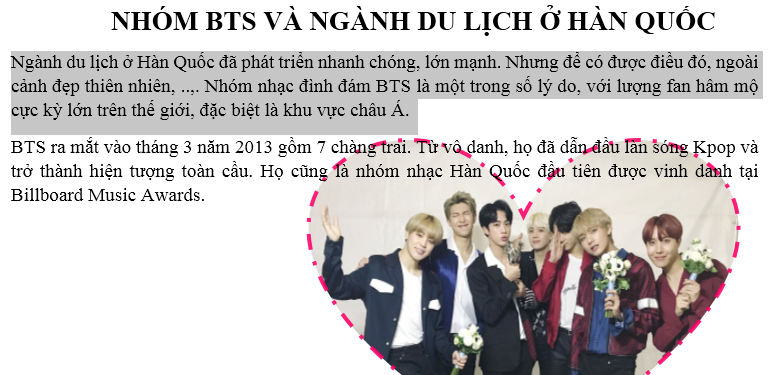 NHÓM BTS VÀ NGÀNH DU LỊCH Ở HÀN QUỐC
Ngành du lịch ở Hàn Quốc đã phát triển nhanh chóng, lớn mạnh. Nhưng để có được điều đó, ngoài
cảnh đẹp thiên nhiên, ..,. Nhóm nhạc đình đám BTS là một trong số lý do, với lượng fan hâm mộ
cực kỳ lớn trên thế giới, đặc biệt là khu vực châu Á.
BTS ra mắt vào tháng 3 năm 2013 gồm 7 chàng trai. Từ vô danh, họ đã dẫn đầu làn sóng Kpop và
trở thành hiện tượng toàn cầu. Họ cũng là nhóm nhạc Hàn Quốc đầu tiên được vinh danh tại
Billboard Music Awards.